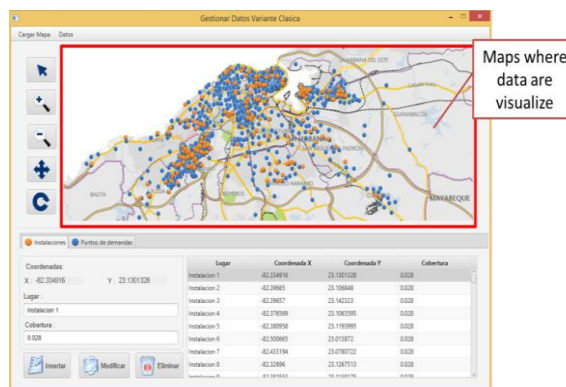 Gestionar Datos Variante Clasica
Cargar Mapa Datos
Maps where
data are
visualize
GUANABACOA
BAUTA
MAYABEQUE
Instalaciones Puntos de demandas
Coordenadas:
X : -82.334916 Y : 23.1301328
Lugar :
Instalacion 1
Cobertura :
0.028
Insertar Modificar Eliminar
Lugar Coordenada X Coordenada Y Cobertura
Instalacion 1 -82.334916 23.1301328 0.028
Instalacion 2 -82.39685 23.106848 0.028
Instalacion 3 -82.39657 23.142323 0.028
Instalacion 4 -82.376569 23.1063595 0.028
Instalacion 5 -82.380958 23.1193995 0.028
Instalacion 6 -82.500665 23.013872 0.028
Instalacion 7 -82.433194 23.0780722 0.028
Instalacion 8 -82.32696 23.1267513 0.028